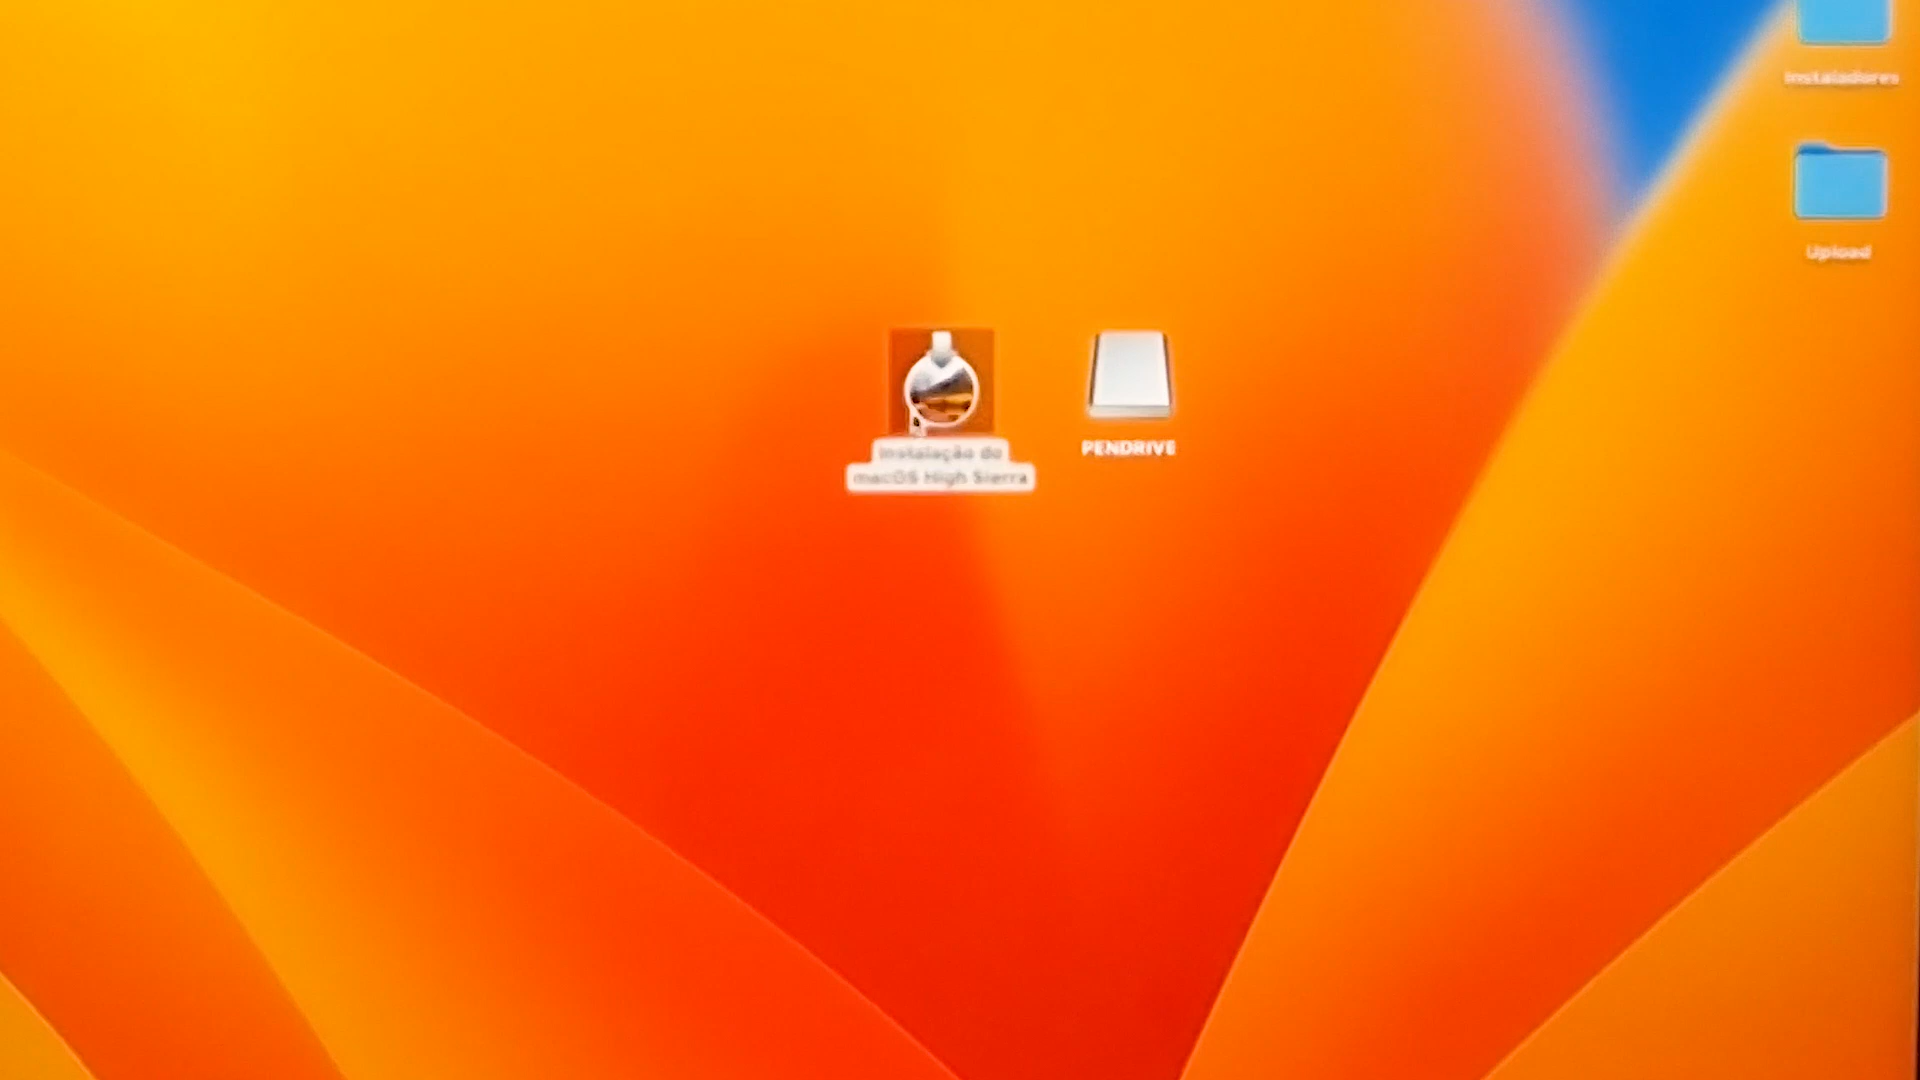 Instaladores
Upload
Instalação do
macOS High Sierra
PENDRIVE